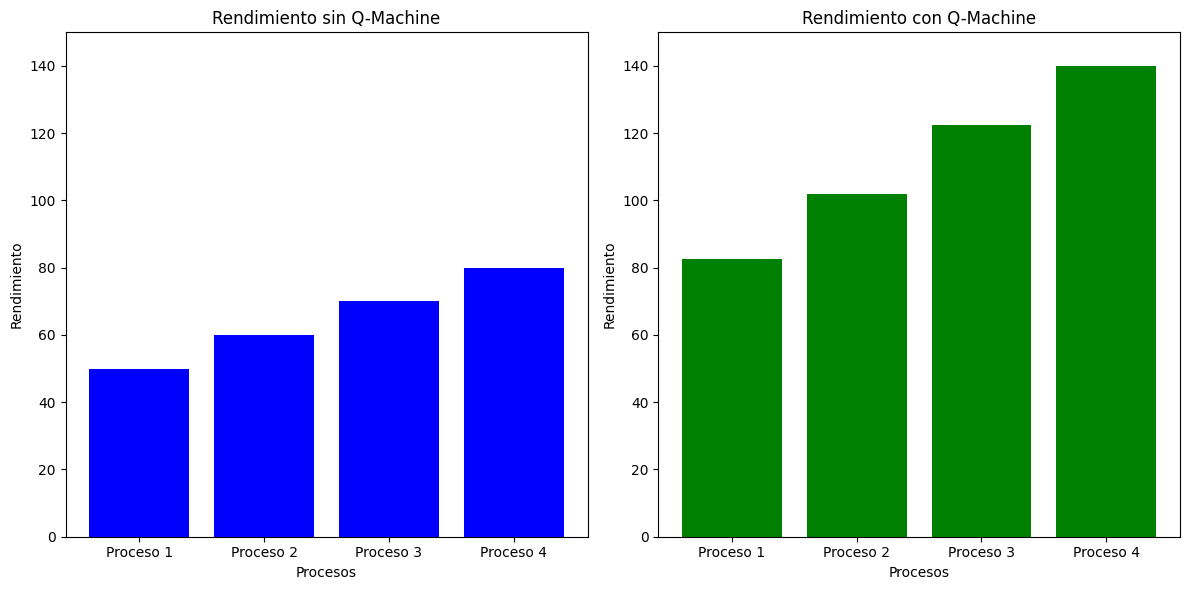 Rendimiento sin Q-Machine
140
120
100
80
60
40
20
0
Rendimiento
Proceso 1 Proceso 2 Proceso 3 Proceso 4
Procesos
Rendimiento con Q-Machine
140
120
100
80
60
40
20
0
Rendimiento
Proceso 1 Proceso 2 Proceso 3 Proceso 4
Procesos